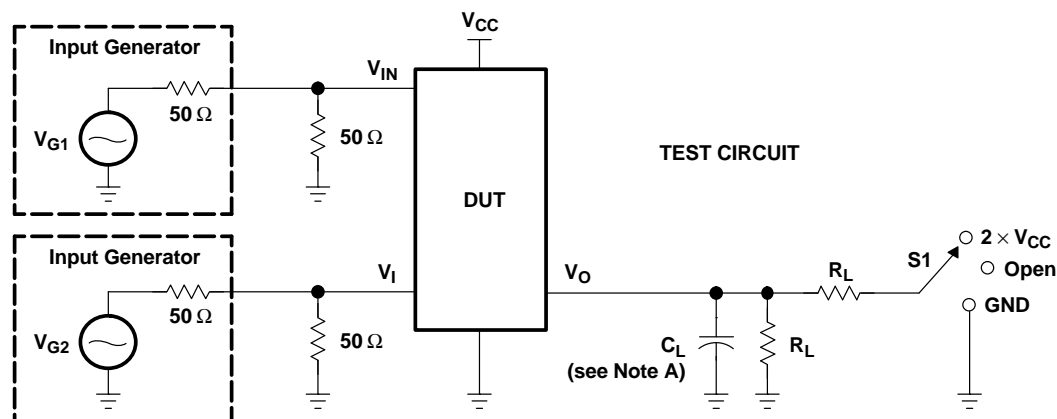 Input Generator
V_CC
V_IN
50 Ω
V_G1
50 Ω
TEST CIRCUIT
DUT
Input Generator
V_I
50 Ω
V_G2
50 Ω
V_O
R_L
S1
2 × V_CC
Open
GND
C_L
(see Note A)
R_L